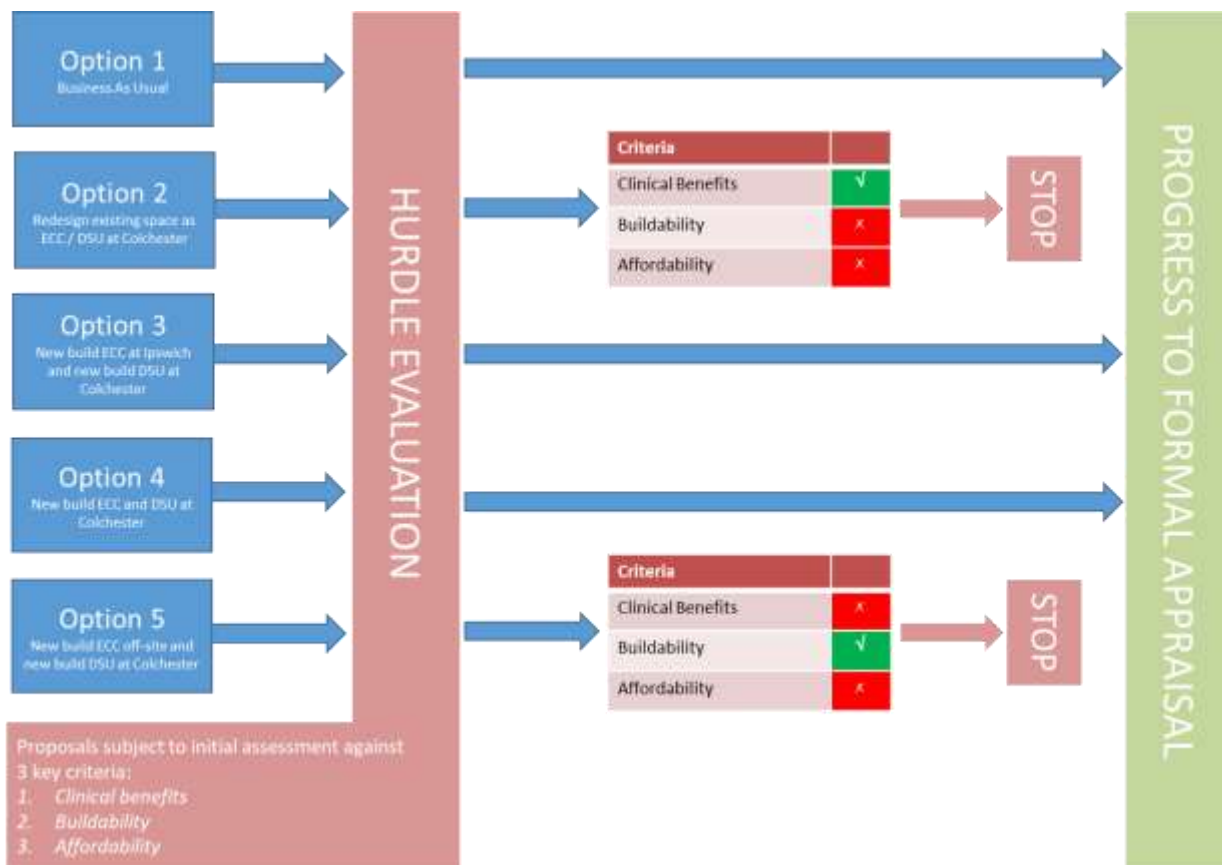 Option 1
Business As Usual
Option 2
Redesign existing space as
ECC / DSU at Colchester
Option 3
New build ECC at Ipswich
and new build DSU at
Colchester
Option 4
New build ECC and DSU at
Colchester
Option 5
New build ECC off-site and
new build DSU at Colchester
HURDLE EVALUATION
Proposals subject to initial assessment against
3 key criteria:
1. Clinical benefits
2. Buildability
3. Affordability
Criteria
Clinical Benefits √
Buildability x
Affordability x
STOP
Criteria
Clinical Benefits x
Buildability √
Affordability x
STOP
PROGRESS TO FORMAL APPRAISAL